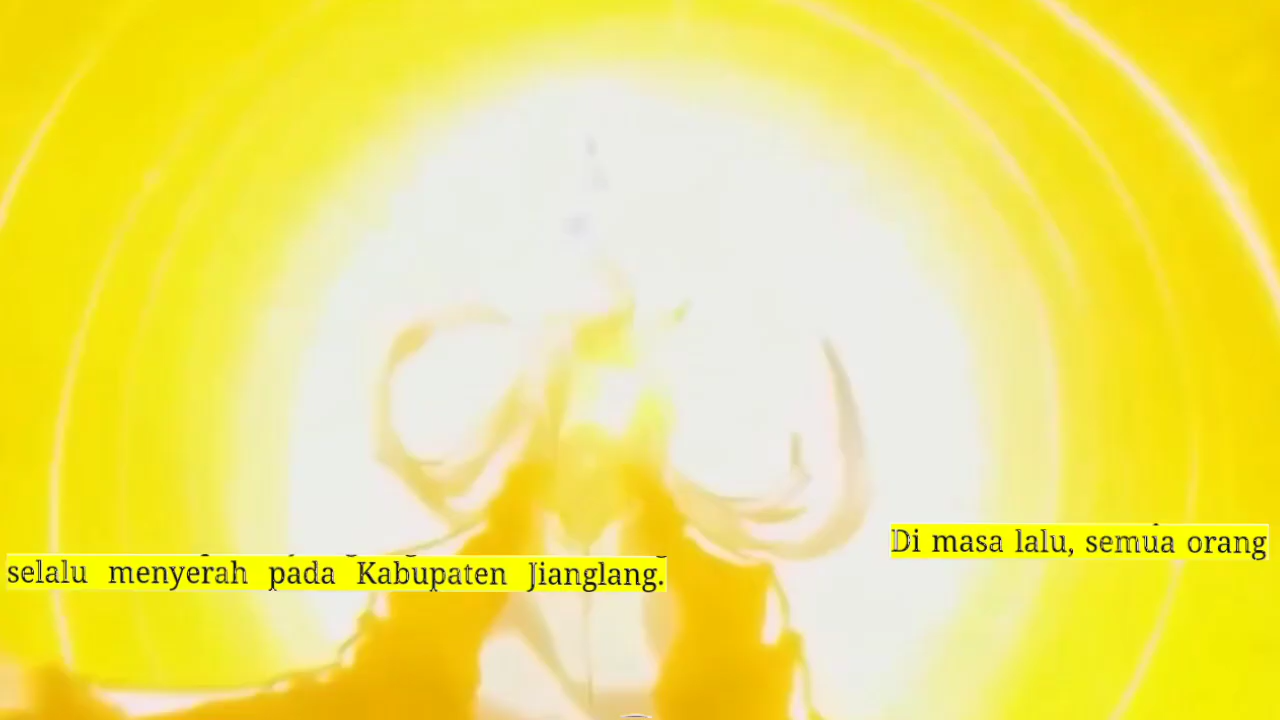 Di masa lalu, semua orang
selalu menyerah pada Kabupaten Jianglang.